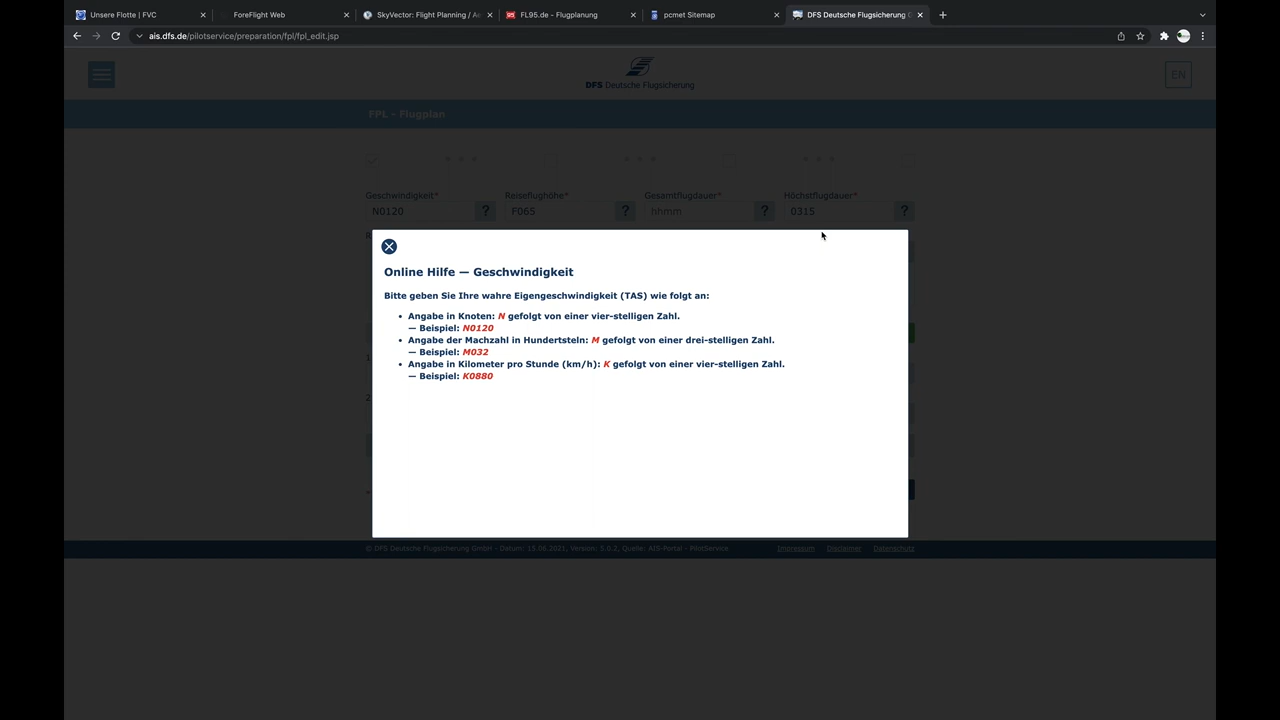 Unsere Flotte | FVC
ForeFlight Web
SkyVector: Flight Planning / Ae
FL95.de - Flugplanung
pcmet Sitemap
DFS Deutsche Flugsicherung
ais.dfs.de/pilotservice/preparation/fpl/fpl_edit.jsp
DFS Deutsche Flugsicherung
EN
FPL - Flugplan
Geschwindigkeit* Reiseflughöhe* Gesamtflugdauer* Höchstflugdauer*
N0120 ? F065 ? hhmm ? 0315 ?
Online Hilfe — Geschwindigkeit
Bitte geben Sie Ihre wahre Eigengeschwindigkeit (TAS) wie folgt an:
• Angabe in Knoten: N gefolgt von einer vier-stelligen Zahl.
— Beispiel: N0120
• Angabe der Machzahl in Hundertsteln: M gefolgt von einer drei-stelligen Zahl.
— Beispiel: M032
• Angabe in Kilometer pro Stunde (km/h): K gefolgt von einer vier-stelligen Zahl.
— Beispiel: K0880
© DFS Deutsche Flugsicherung GmbH - Datum: 15.06.2021, Version: 5.0.2, Quelle: AIS-Portal - PilotService
Impressum Disclaimer Datenschutz